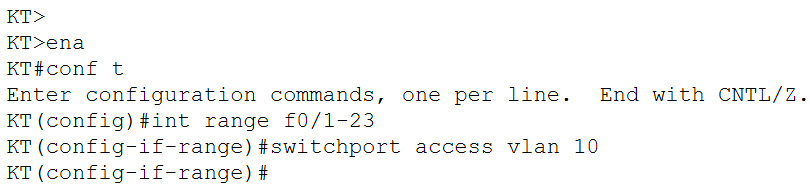 KT>
KT>ena
KT#conf t
Enter configuration commands, one per line.  End with CNTL/Z.
KT(config)#int range f0/1-23
KT(config-if-range)#switchport access vlan 10
KT(config-if-range)#